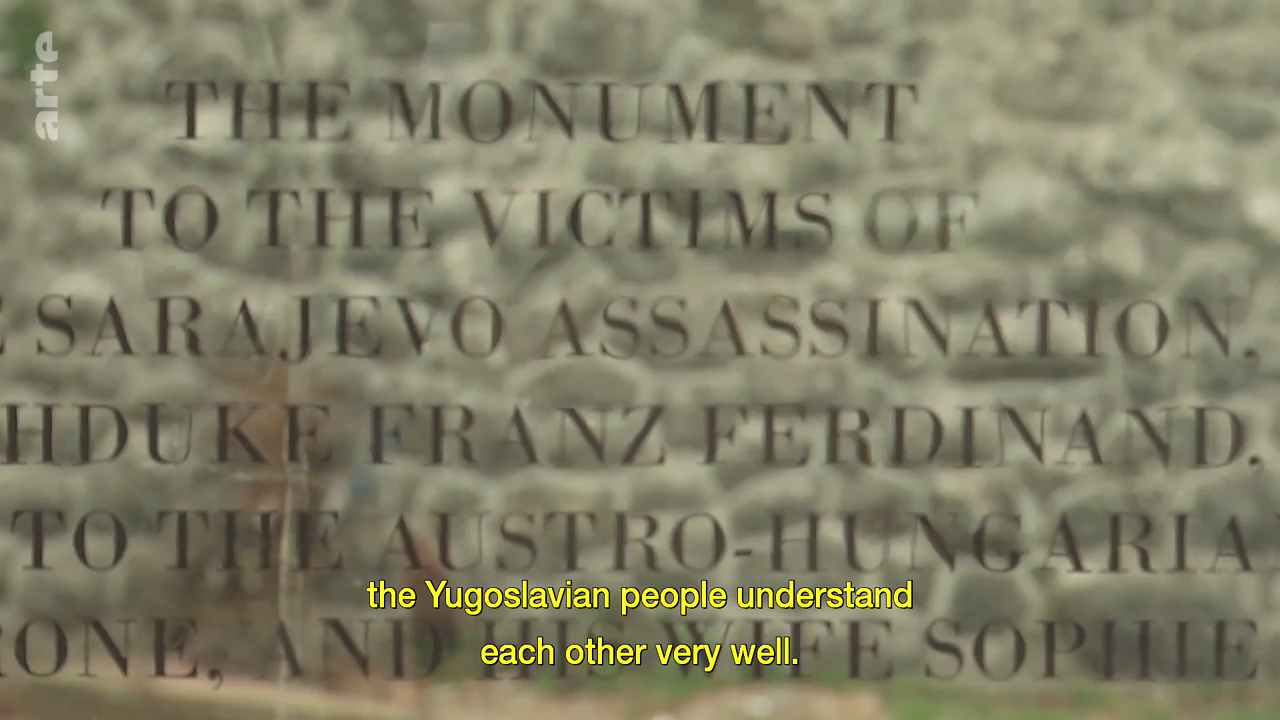 arte
THE MONUMENT
TO THE VICTIMS OF
SARAJEVO ASSASSINATION,
HDUKE FRANZ FERDINAND,
TO THE AUSTRO-HUNGARIA
ONE, AND HIS WIFE SOPHIE
the Yugoslavian people understand
each other very well.